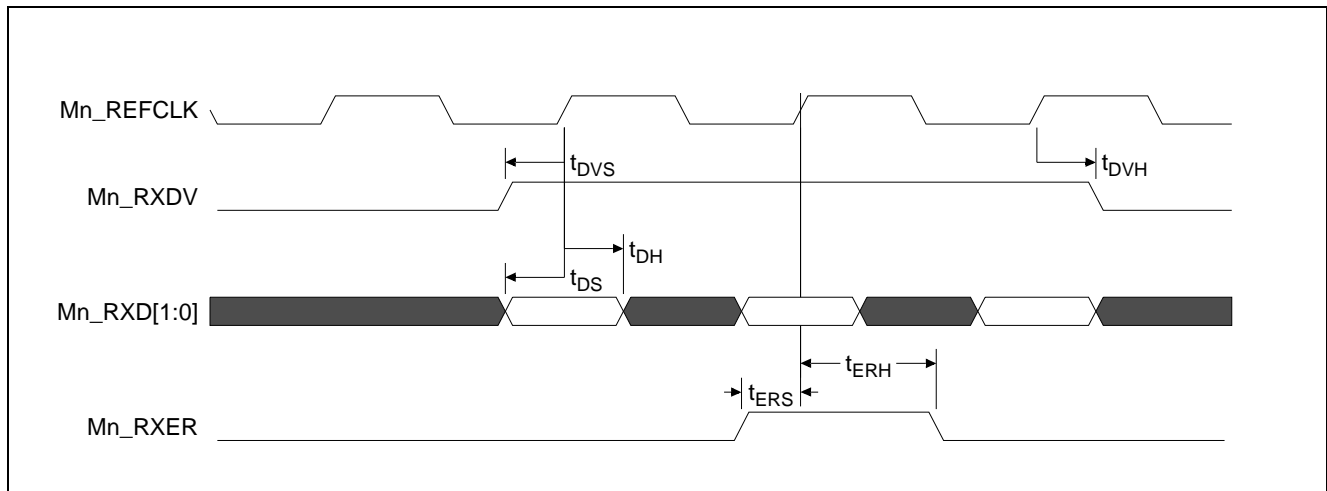 Mn_REFCLK
tDVS
tDVH
Mn_RXDV
tDH
tDS
Mn_RXD[1:0]
tERH
tERS
Mn_RXER